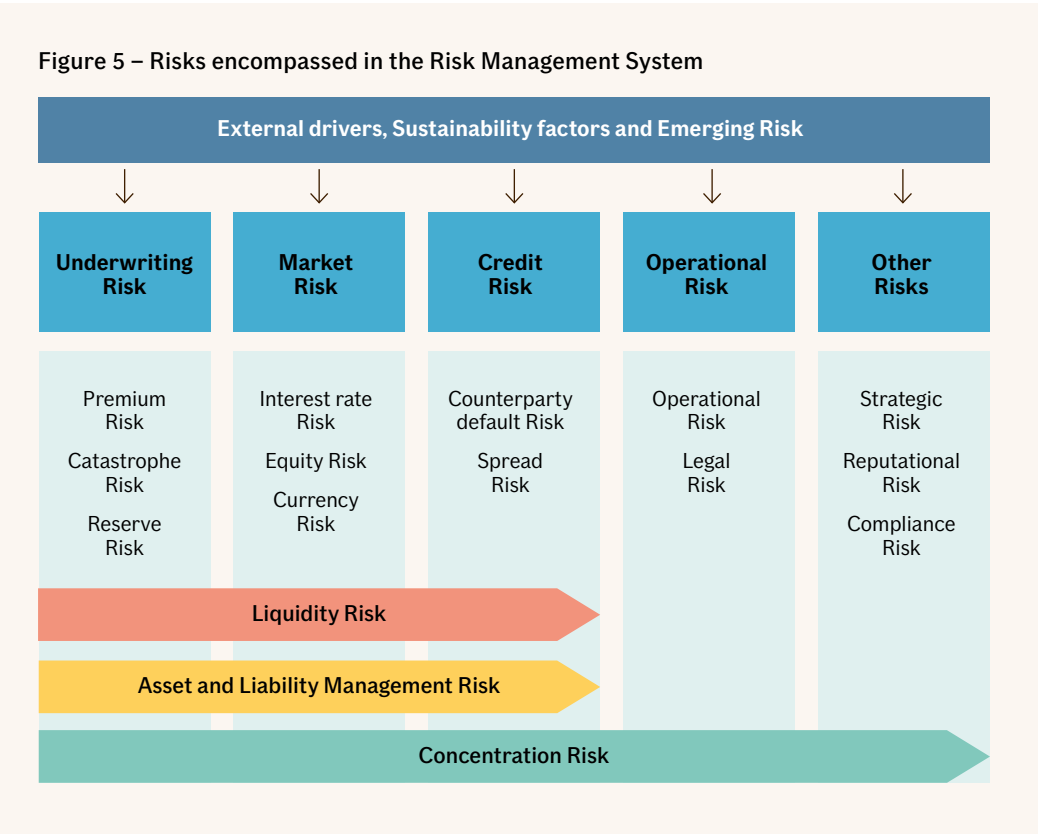 Figure 5 – Risks encompassed in the Risk Management System
External drivers, Sustainability factors and Emerging Risk
Underwriting
Risk
Market
Risk
Credit
Risk
Operational
Risk
Other
Risks
Premium
Risk
Catastrophe
Risk
Reserve
Risk
Interest rate
Risk
Equity Risk
Currency
Risk
Counterparty
default Risk
Spread
Risk
Operational
Risk
Legal
Risk
Strategic
Risk
Reputational
Risk
Compliance
Risk
Liquidity Risk
Asset and Liability Management Risk
Concentration Risk